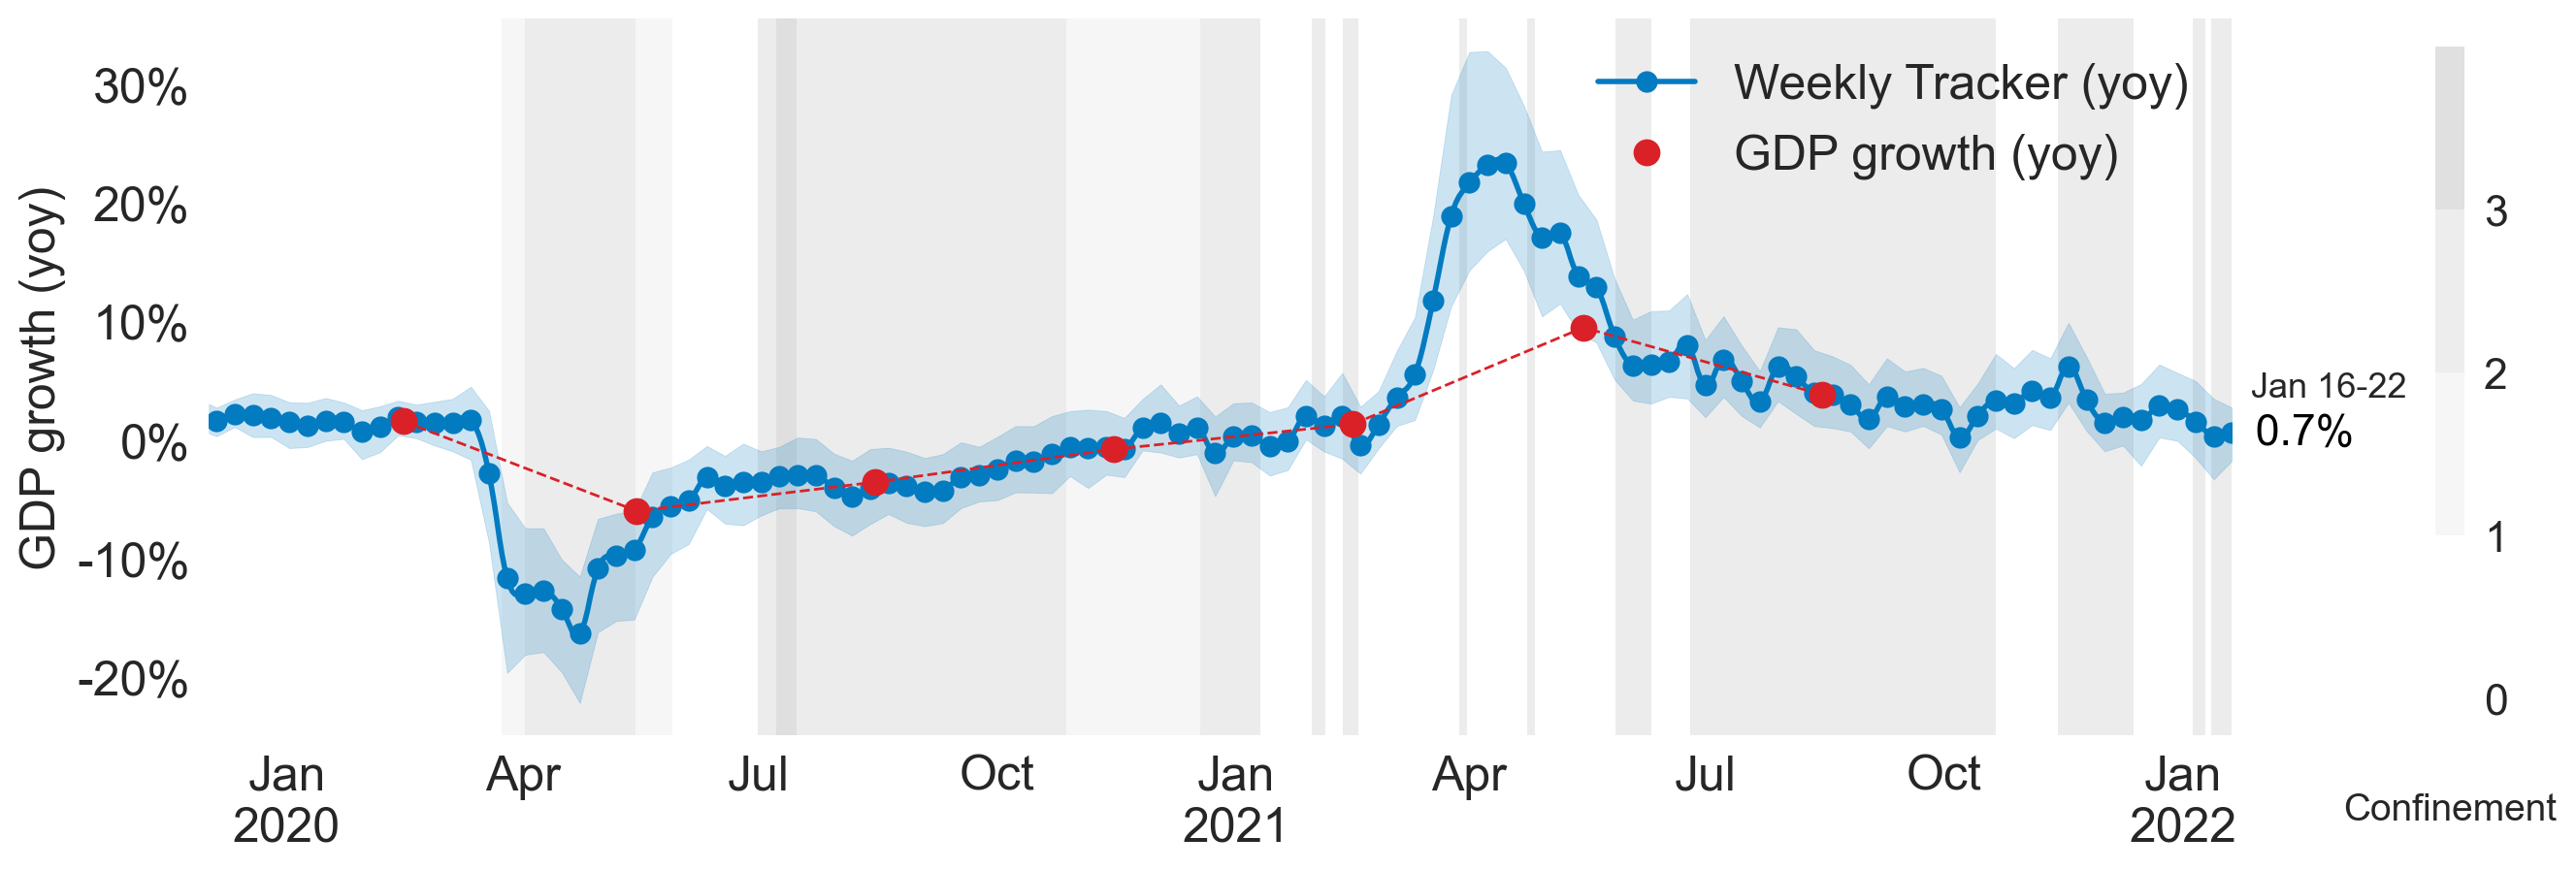 GDP growth (yoy)
30%
20%
10%
0%
-10%
-20%
Weekly Tracker (yoy)
GDP growth (yoy)
Jan 16-22
0.7%
3
2
1
0
Confinement
Jan Apr Jul Oct Jan Apr Jul Oct Jan
2020 2021 2022